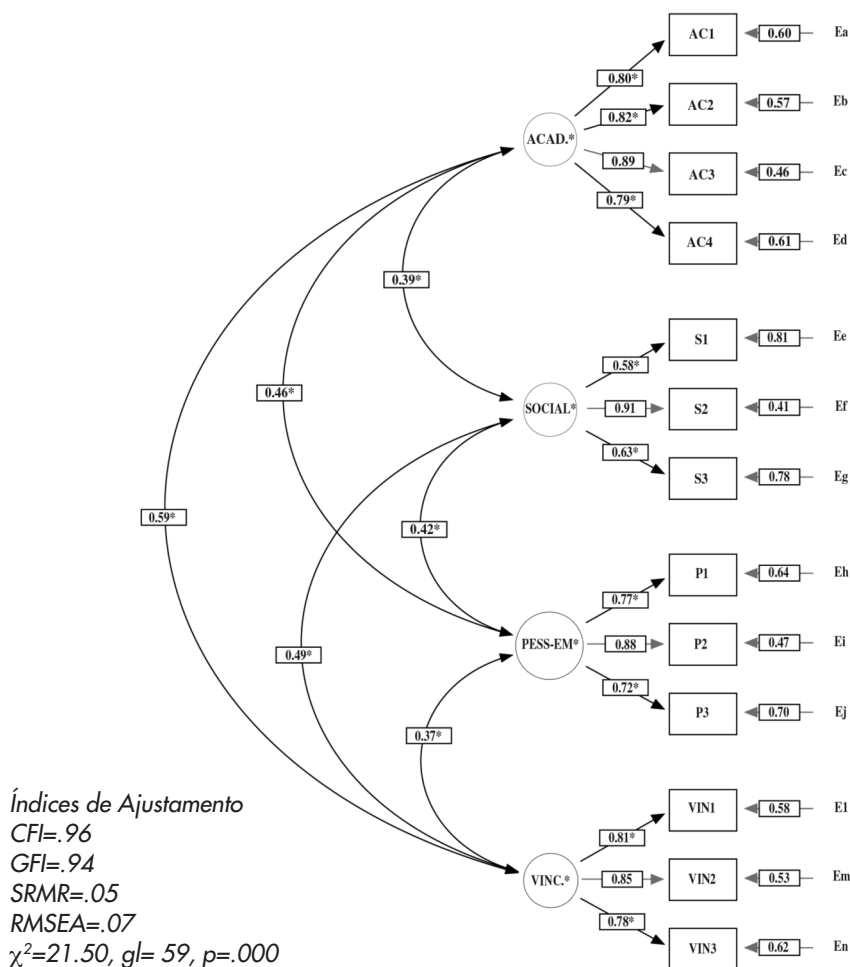 AC1 0.60 Ea
0.80*
AC2 0.57 Eb
0.82*
ACAD.*
0.89 AC3 0.46 Ec
0.79*
AC4 0.61 Ed
0.39*
S1 0.81 Ee
0.58*
0.46*
SOCIAL* 0.91 S2 0.41 Ef
0.63*
S3 0.78 Eg
0.59*
0.42*
P1 0.64 Eh
0.77*
PESS-EM* 0.88 P2 0.47 Ei
0.49*
0.72*
P3 0.70 Ej
0.37*
Índices de Ajustamento
VIN1 0.58 E1
CFI=.96
0.81*
GFI=.94
VINC.* 0.85 VIN2 0.53 Em
SRMR=.05
0.78*
RMSEA=.07
VIN3 0.62 En
χ²=21.50, gl= 59, p=.000